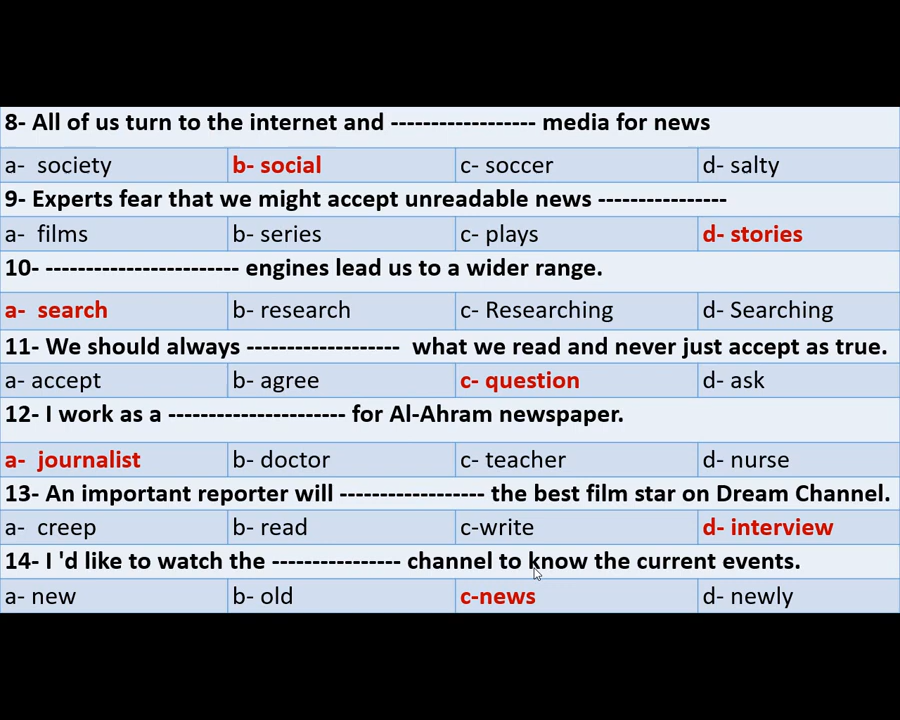 8- All of us turn to the internet and ------------------ media for news
a- society b- social c- soccer d- salty
9- Experts fear that we might accept unreadable news ----------------
a- films b- series c- plays d- stories
10- ------------------------ engines lead us to a wider range.
a- search b- research c- Researching d- Searching
11- We should always ------------------- what we read and never just accept as true.
a- accept b- agree c- question d- ask
12- I work as a ---------------------- for Al-Ahram newspaper.
a- journalist b- doctor c- teacher d- nurse
13- An important reporter will ------------------ the best film star on Dream Channel.
a- creep b- read c-write d- interview
14- I 'd like to watch the ---------------- channel to know the current events.
a- new b- old c-news d- newly